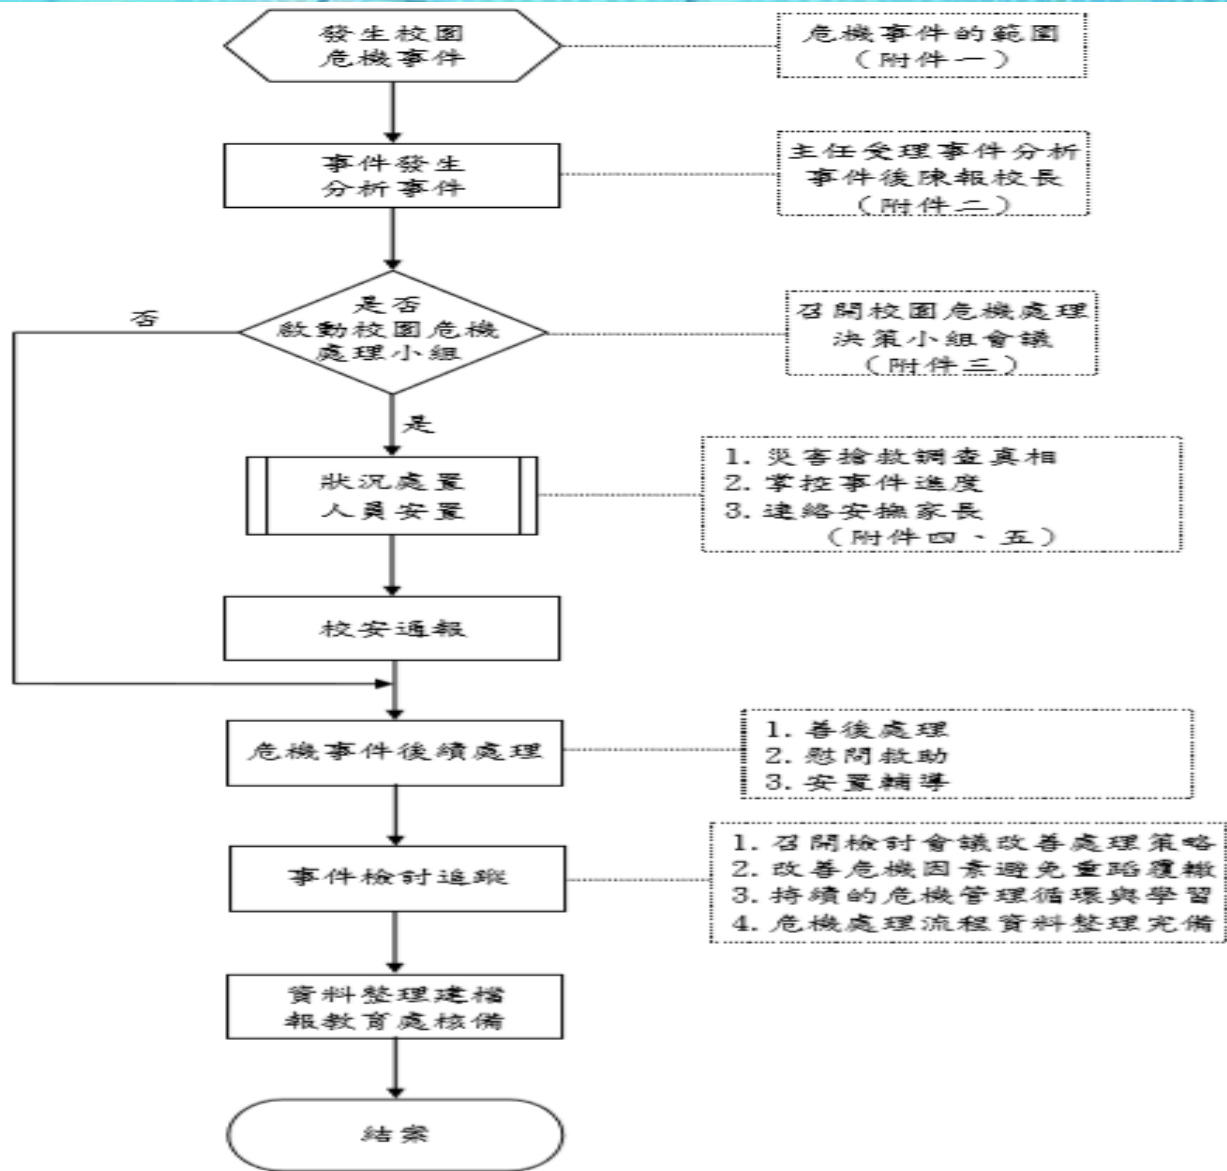 發生校園
危機事件
危機事件的範圍
（附件一）
事件發生
分析事件
主任受理事件分析
事件後陳報校長
（附件二）
是否
啟動校園危機
處理小組
否
召開校園危機處理
決策小組會議
（附件三）
是
狀況處置
人員安置
1. 災害搶救調查真相
2. 掌控事件進度
3. 連絡安撫家長
（附件四、五）
校安通報
危機事件後續處理
1. 善後處理
2. 慰問救助
3. 安置輔導
事件檢討追蹤
1. 召開檢討會議改善處理策略
2. 改善危機因素避免重蹈覆轍
3. 持續的危機管理循環與學習
4. 危機處理流程資料整理完備
資料整理建檔
報教育處核備
結案